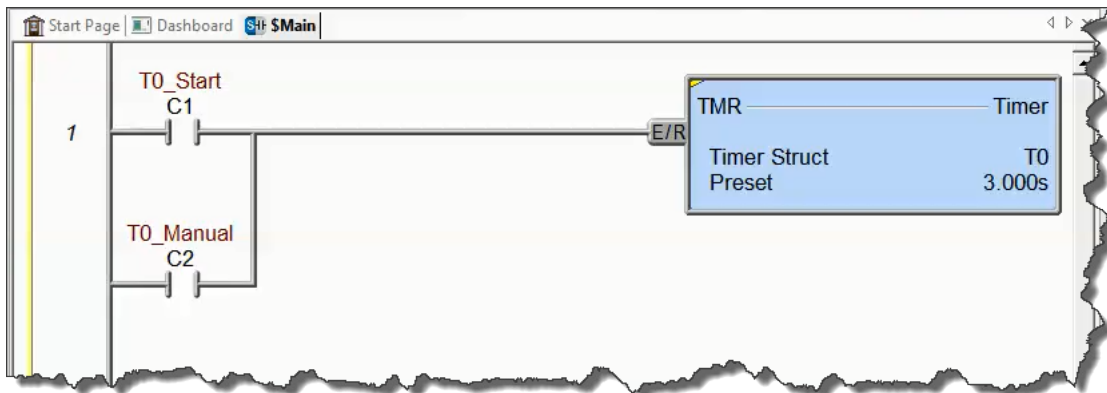 Start Page Dashboard $Main
T0_Start
C1
1
E/R
TMR Timer
Timer Struct T0
Preset 3.000s
T0_Manual
C2